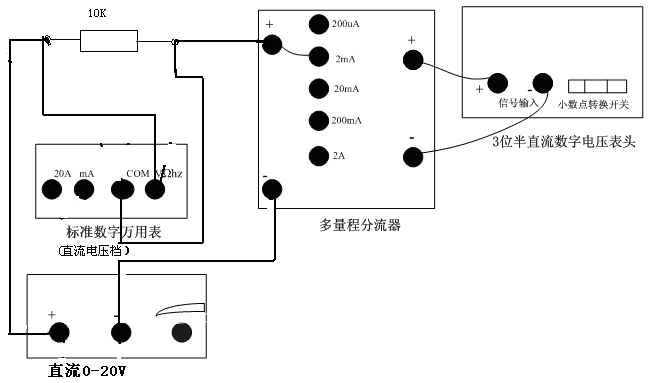 10K
+
200uA
2mA
20mA
200mA
2A
+
-
-
多量程分流器
+
-
信号输入
小数点转换开关
3位半直流数字电压表头
20A
mA
COM
VΩhz
标准数字万用表
(直流电压档)
+
-
直流0-20V